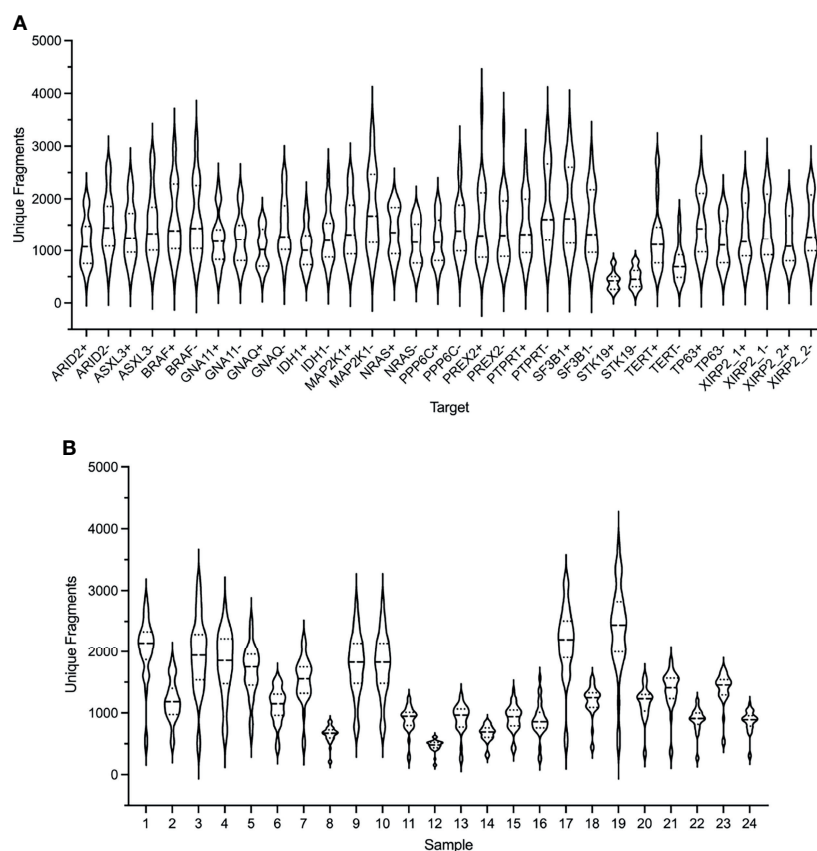 A
5000
4000
3000
2000
1000
0
Unique Fragments
ARID2+
ARID2-
ASXL3+
ASXL3-
BRAF+
BRAF-
GNA11+
GNA11-
GNAQ+
GNAQ-
IDH1+
IDH1-
MAP2K1+
MAP2K1-
NRAS+
NRAS-
PPP6C+
PPP6C-
PREX2+
PREX2-
PTPRT+
PTPRT-
SF3B1+
SF3B1-
STK19+
STK19-
TERT+
TERT-
TP63+
TP63-
XIRP2_1+
XIRP2_1-
XIRP2_2+
XIRP2_2-
Target
B
5000
4000
3000
2000
1000
0
Unique Fragments
1 2 3 4 5 6 7 8 9 10 11 12 13 14 15 16 17 18 19 20 21 22 23 24
Sample